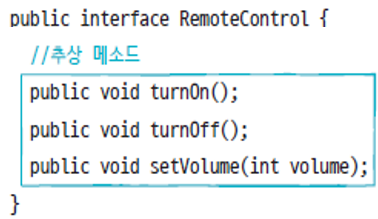 public interface RemoteControl {
//추상 메소드
public void turnOn();
public void turnOff();
public void setVolume(int volume);
}